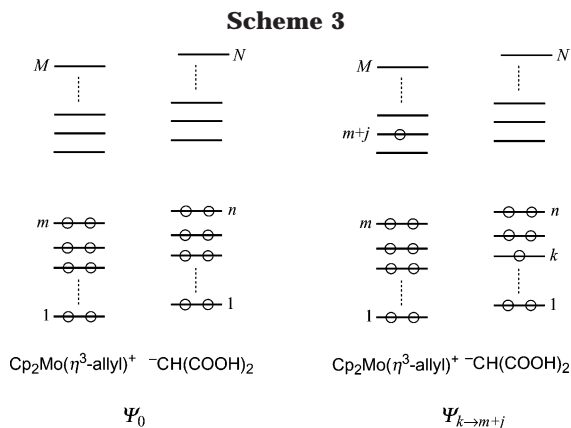 Scheme 3
M
N
m
n
1
1
Cp₂Mo(η³-allyl)⁺ ⁻CH(COOH)₂
Ψ₀
M
N
m+j
m
n
k
1
1
Cp₂Mo(η³-allyl)⁺ ⁻CH(COOH)₂
Ψₖ→ₘ₊ⱼ